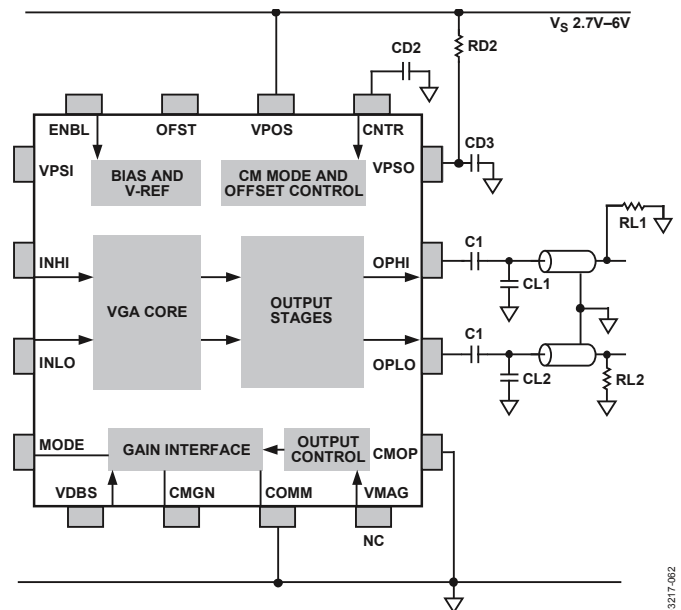 V_S 2.7V–6V
RD2
CD2
ENBL
OFST
VPOS
CNTR
VPSI
BIAS AND
V-REF
CM MODE AND
OFFSET CONTROL
VPSO
CD3
RL1
INHI
VGA CORE
OUTPUT
STAGES
OPHI
C1
CL1
INLO
OPLO
C1
CL2
RL2
MODE
GAIN INTERFACE
OUTPUT
CONTROL
CMOP
VDBS
CMGN
COMM
VMAG
NC
3217-062